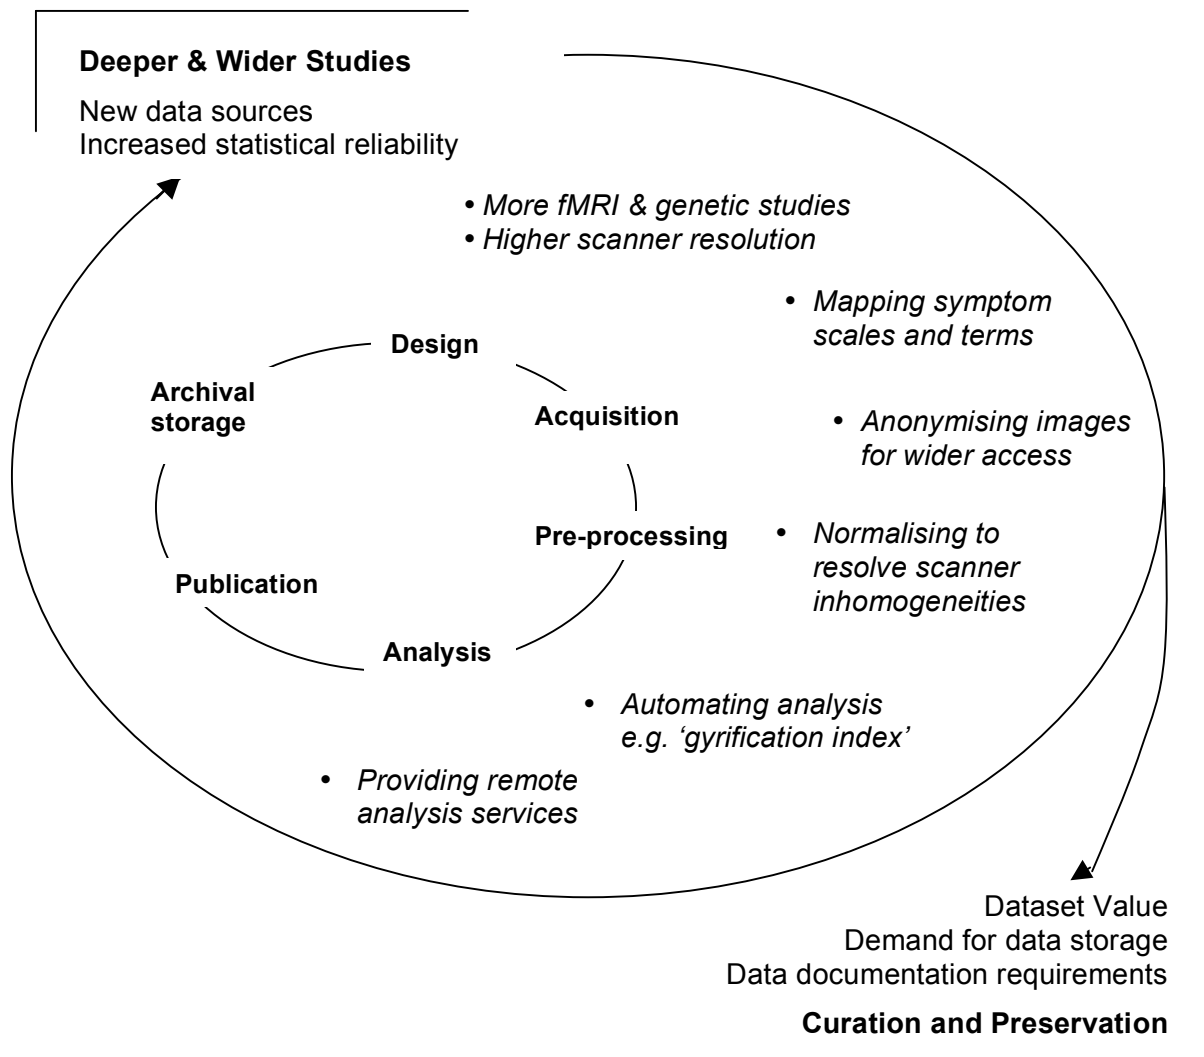 Deeper & Wider Studies
New data sources
Increased statistical reliability
• More fMRI & genetic studies
• Higher scanner resolution
• Mapping symptom
scales and terms
Design
Archival
storage
Acquisition
• Anonymising images
for wider access
Pre-processing
• Normalising to
resolve scanner
inhomogeneities
Publication
Analysis
• Automating analysis
e.g. ‘gyrification index’
• Providing remote
analysis services
Dataset Value
Demand for data storage
Data documentation requirements
Curation and Preservation